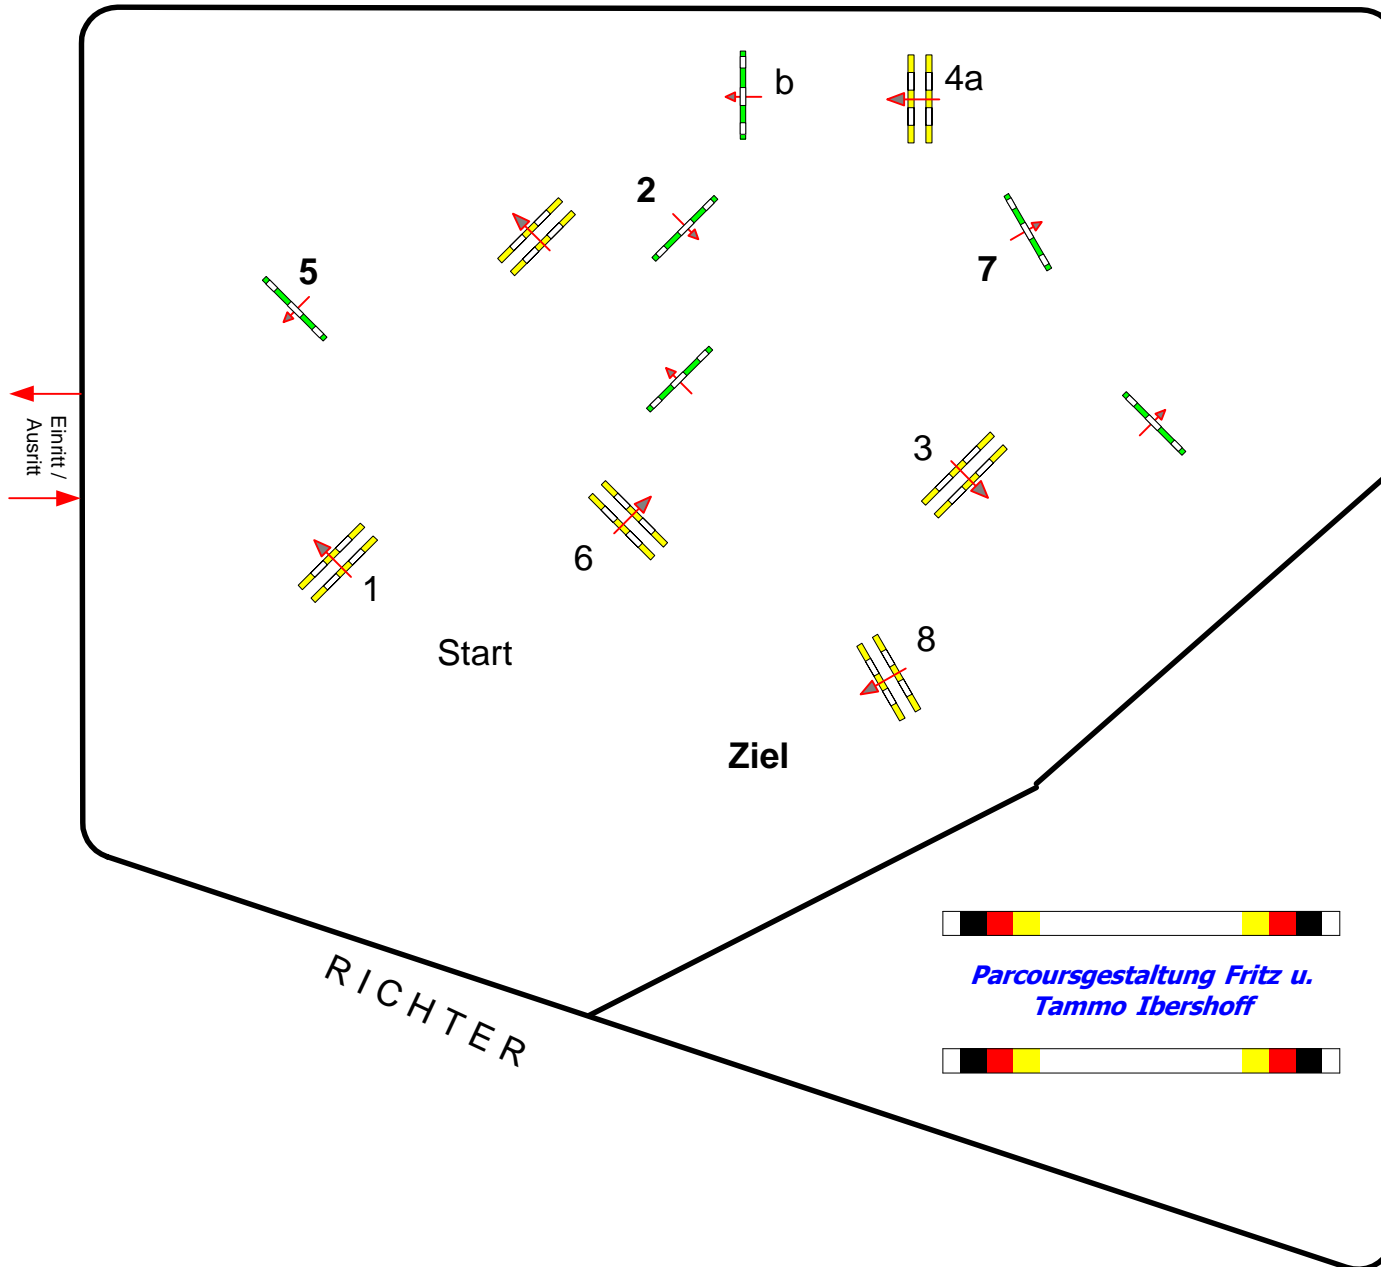 b
4a
2
5
7
Einritt /
Ausritt
3
6
1
8
Start
Ziel
RICHTER
Parcoursgestaltung Fritz u.
Tammo Ibershoff